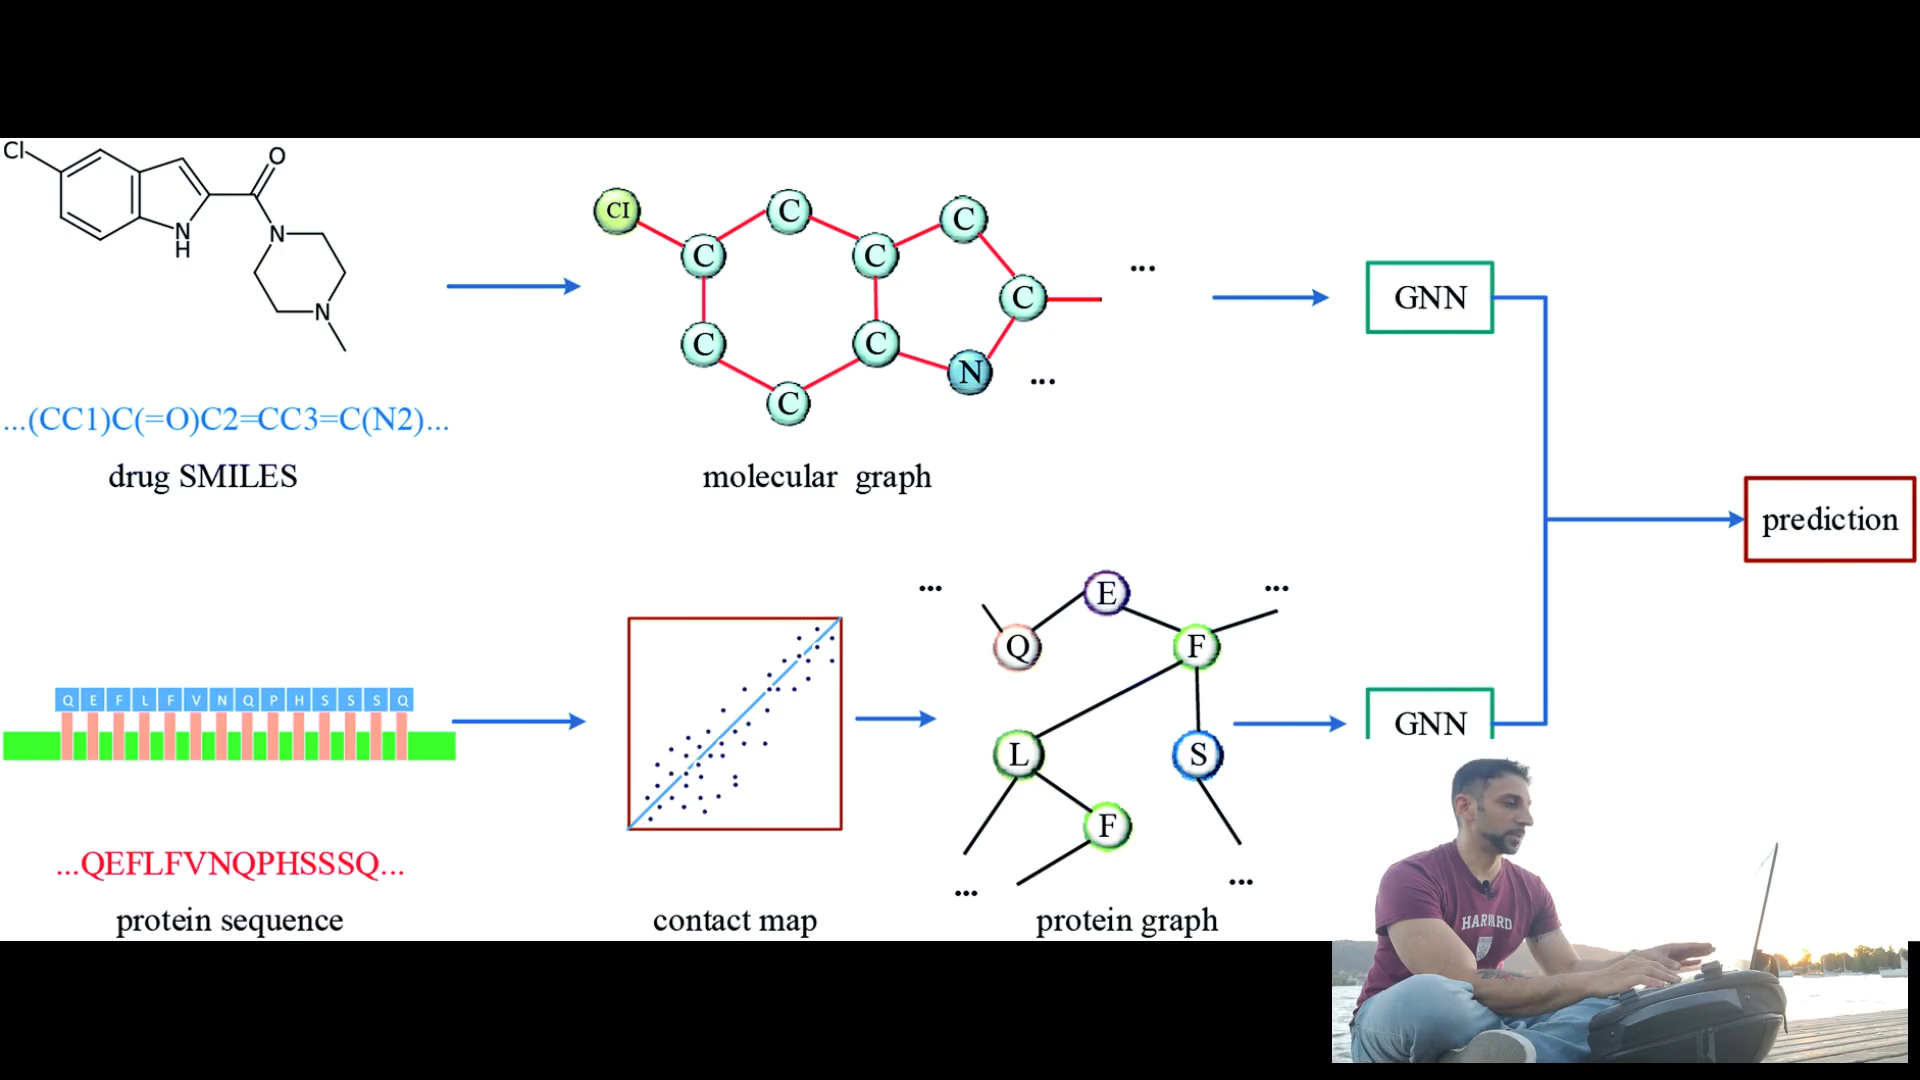 Cl
O
N
N
H
N
...(CC1)C(=O)C2=CC3=C(N2)...
drug SMILES
Cl
C
C
C
C
C
C
C
C
N
...
...
molecular graph
GNN
prediction
Q E F L F V N Q P H S S S Q
...QEFLFVNQPHSSSQ...
protein sequence
contact map
...
Q
E
F
...
L
S
F
...
...
protein graph
GNN
HARVARD